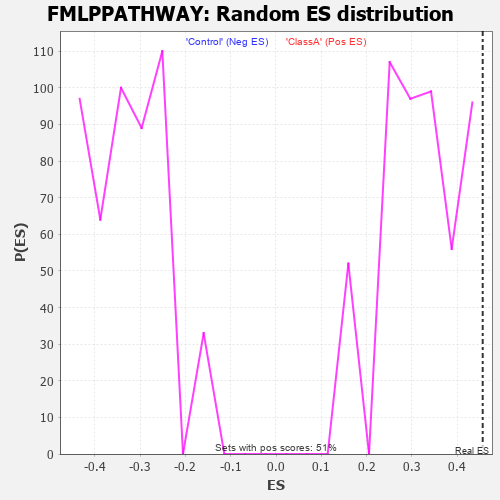 FMLPPATHWAY: Random ES distribution
'Control' (Neg ES) 'ClassA' (Pos ES)
110
100
90
80
70
60
50
40
30
20
10
0
P(ES)
Sets with pos scores: 51%
Real ES
-0.4 -0.3 -0.2 -0.1 0.0 0.1 0.2 0.3 0.4
ES